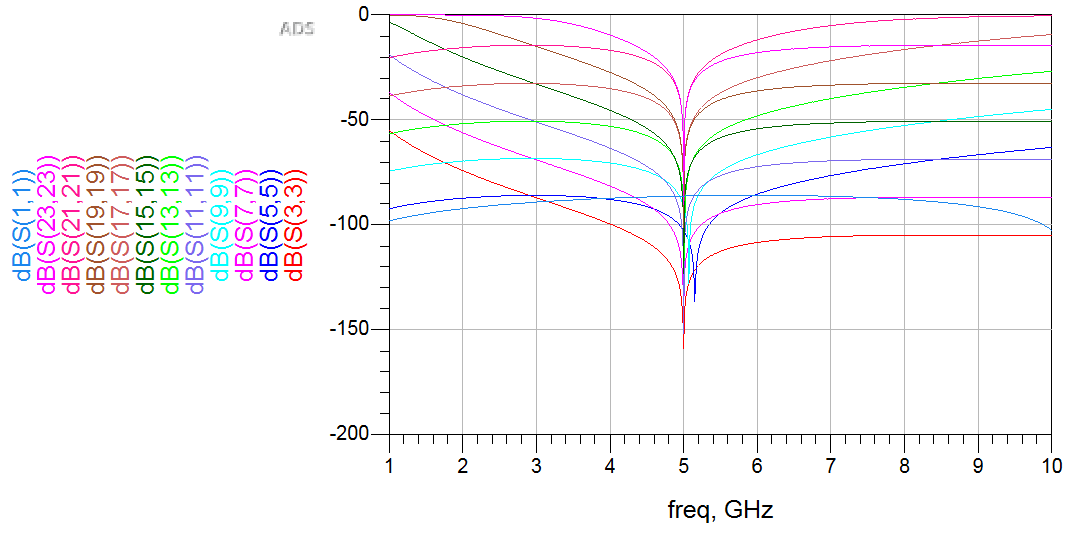 ADS
dB(S(1,1))
dB(S(23,23))
dB(S(21,21))
dB(S(19,19))
dB(S(17,17))
dB(S(15,15))
dB(S(13,13))
dB(S(11,11))
dB(S(9,9))
dB(S(7,7))
dB(S(5,5))
dB(S(3,3))
0
-50
-100
-150
-200
1 2 3 4 5 6 7 8 9 10
freq, GHz